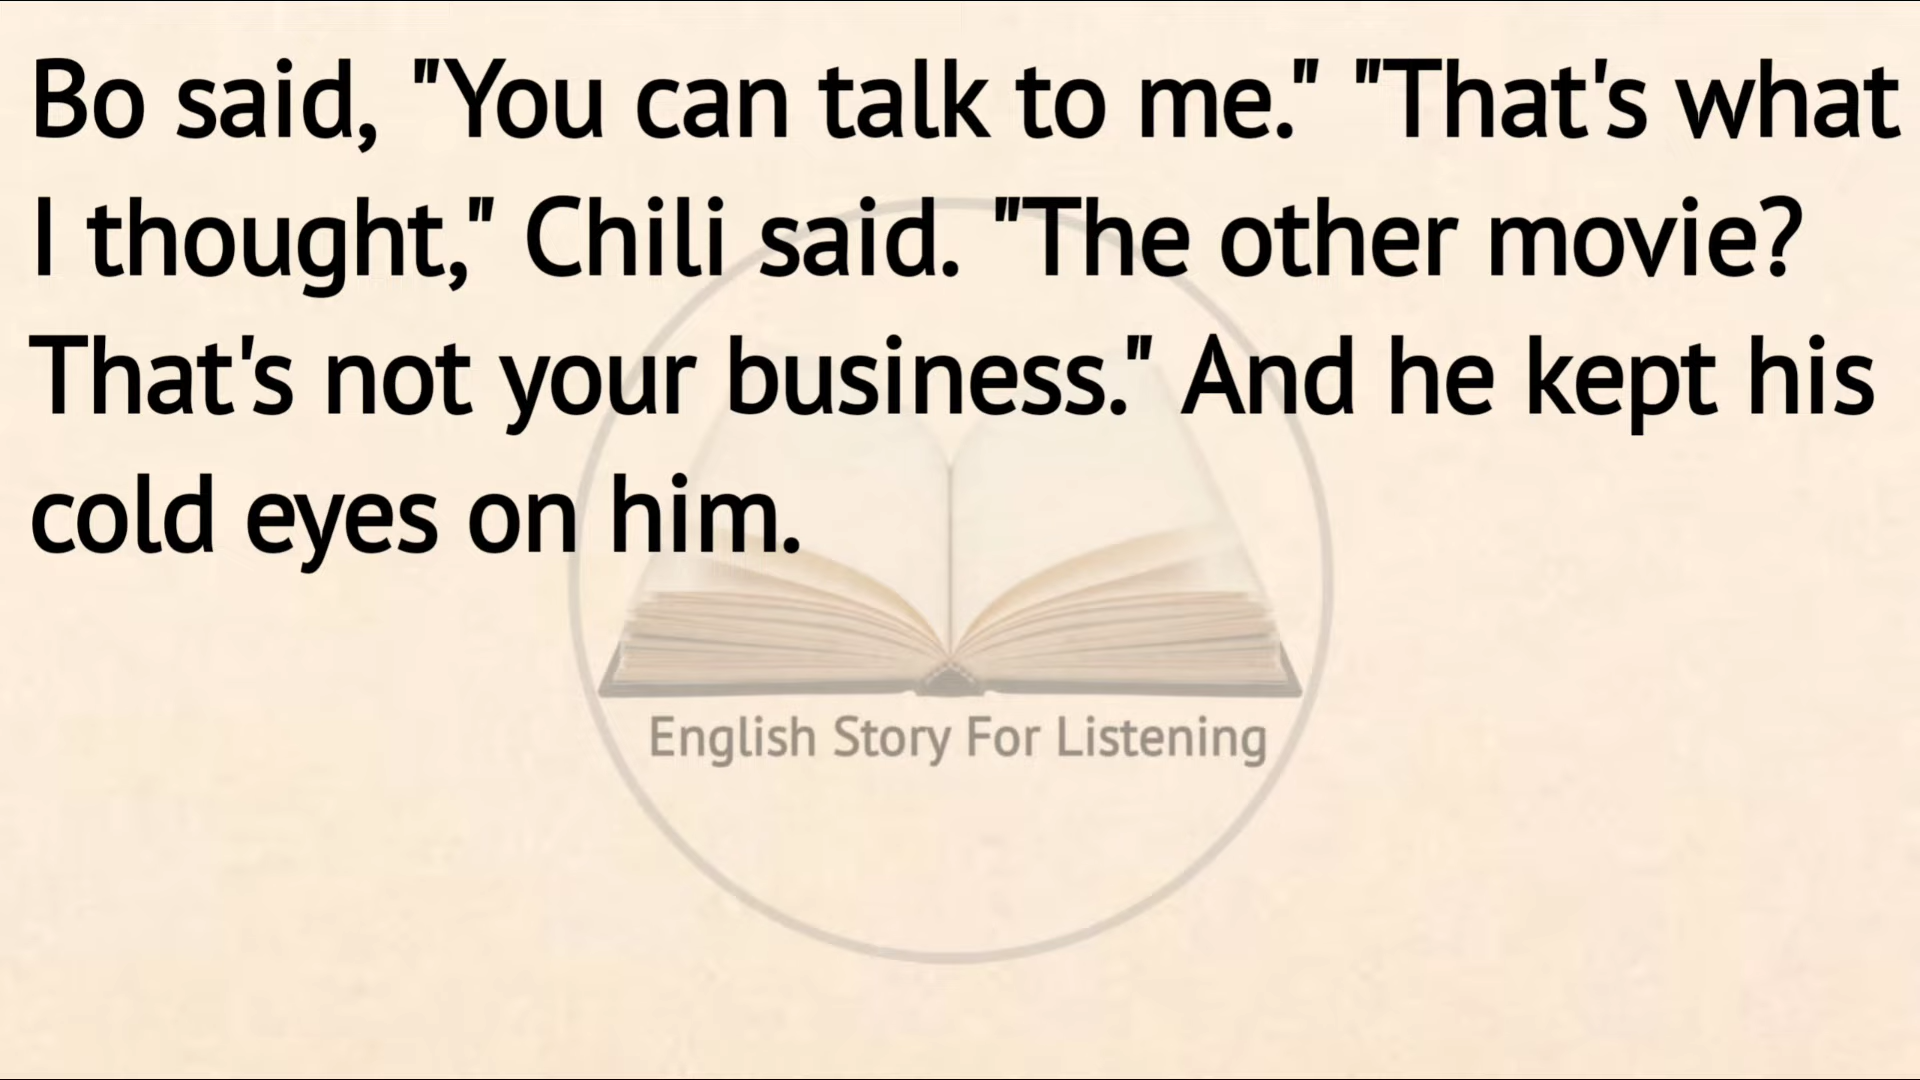 Bo said, "You can talk to me." "That's what
I thought," Chili said. "The other movie?
That's not your business." And he kept his
cold eyes on him.
English Story For Listening